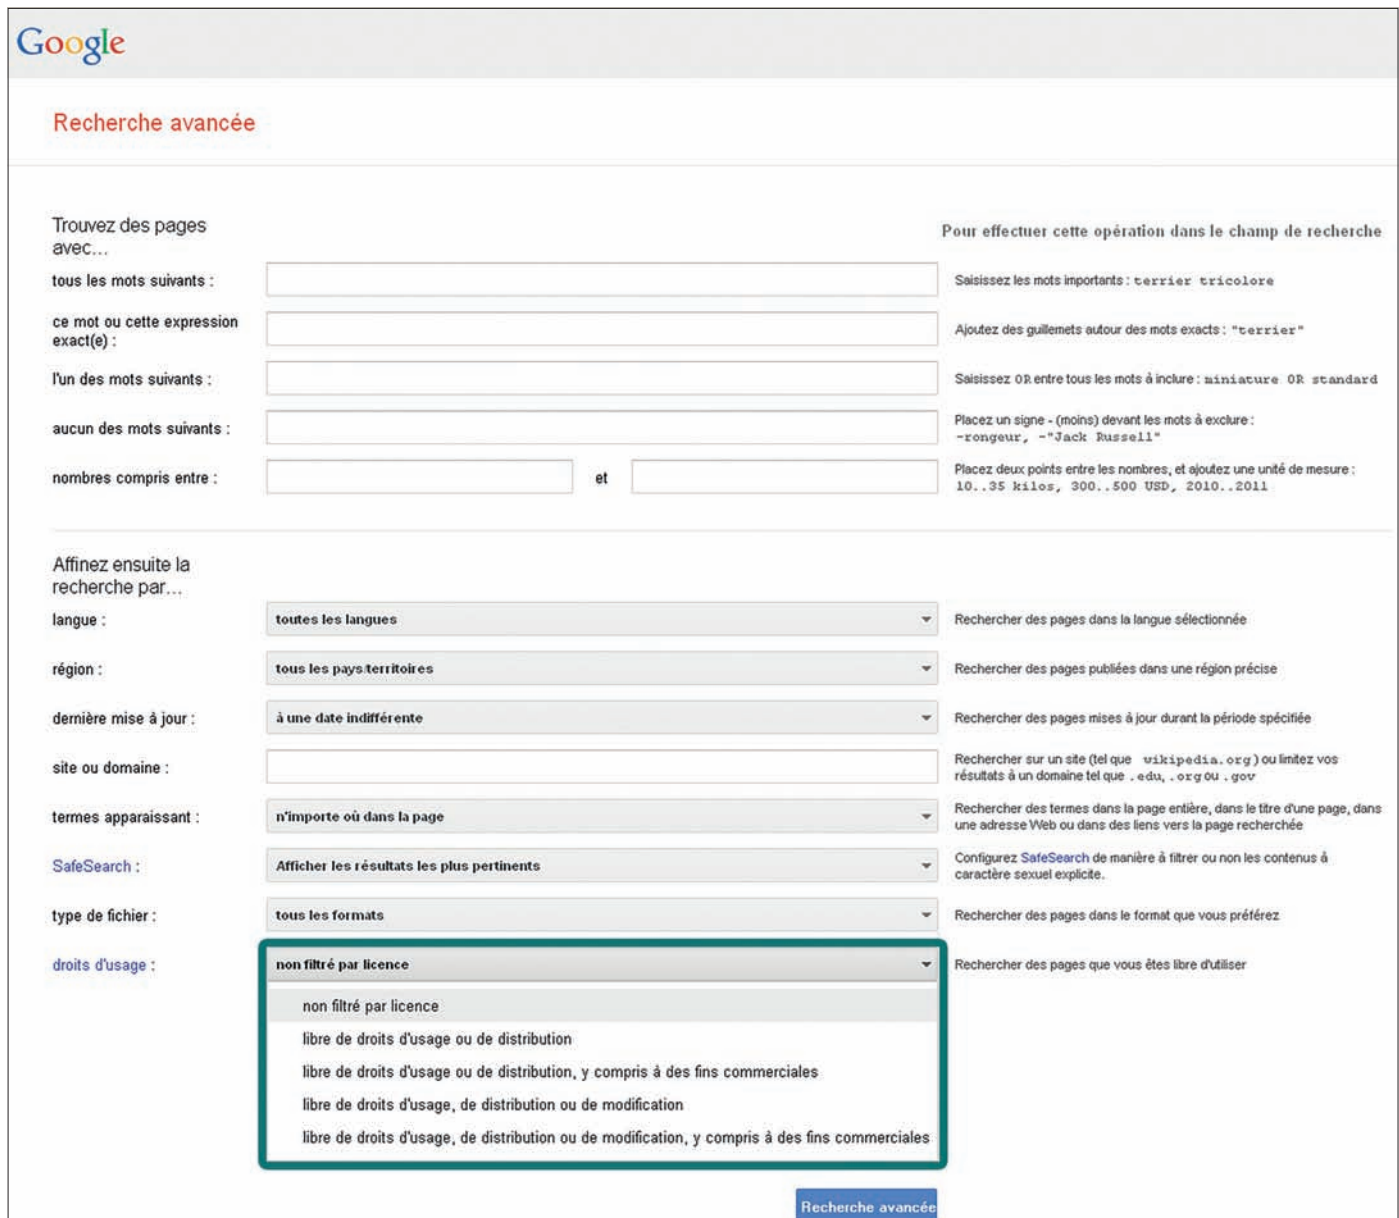 Google
Recherche avancée
Trouvez des pages
avec...
Pour effectuer cette opération dans le champ de recherche
tous les mots suivants :
Saisissez les mots importants : terrier tricolore
ce mot ou cette expression
exact(e) :
Ajoutez des guillemets autour des mots exacts : "terrier"
l'un des mots suivants :
Saisissez OR entre tous les mots à inclure : miniature OR standard
aucun des mots suivants :
Placez un signe - (moins) devant les mots à exclure :
-rongeur, -"Jack Russell"
nombres compris entre :
et
Placez deux points entre les nombres, et ajoutez une unité de mesure :
10..35 kilos, 300..500 USD, 2010..2011
Affinez ensuite la
recherche par...
langue :
toutes les langues
Rechercher des pages dans la langue sélectionnée
région :
tous les pays/territoires
Rechercher des pages publiées dans une région précise
dernière mise à jour :
à une date indifférente
Rechercher des pages mises à jour durant la période spécifiée
site ou domaine :
Rechercher sur un site (tel que wikipedia.org) ou limitez vos
résultats à un domaine tel que .edu, .org ou .gov
termes apparaissant :
n'importe où dans la page
Rechercher des termes dans la page entière, dans le titre d'une page, dans
une adresse Web ou dans des liens vers la page recherchée
SafeSearch :
Afficher les résultats les plus pertinents
Configurez SafeSearch de manière à filtrer ou non les contenus à
caractère sexuel explicite.
type de fichier :
tous les formats
Rechercher des pages dans le format que vous préférez
droits d'usage :
non filtré par licence
Rechercher des pages que vous êtes libre d'utiliser
non filtré par licence
libre de droits d'usage ou de distribution
libre de droits d'usage ou de distribution, y compris à des fins commerciales
libre de droits d'usage, de distribution ou de modification
libre de droits d'usage, de distribution ou de modification, y compris à des fins commerciales
Recherche avancée